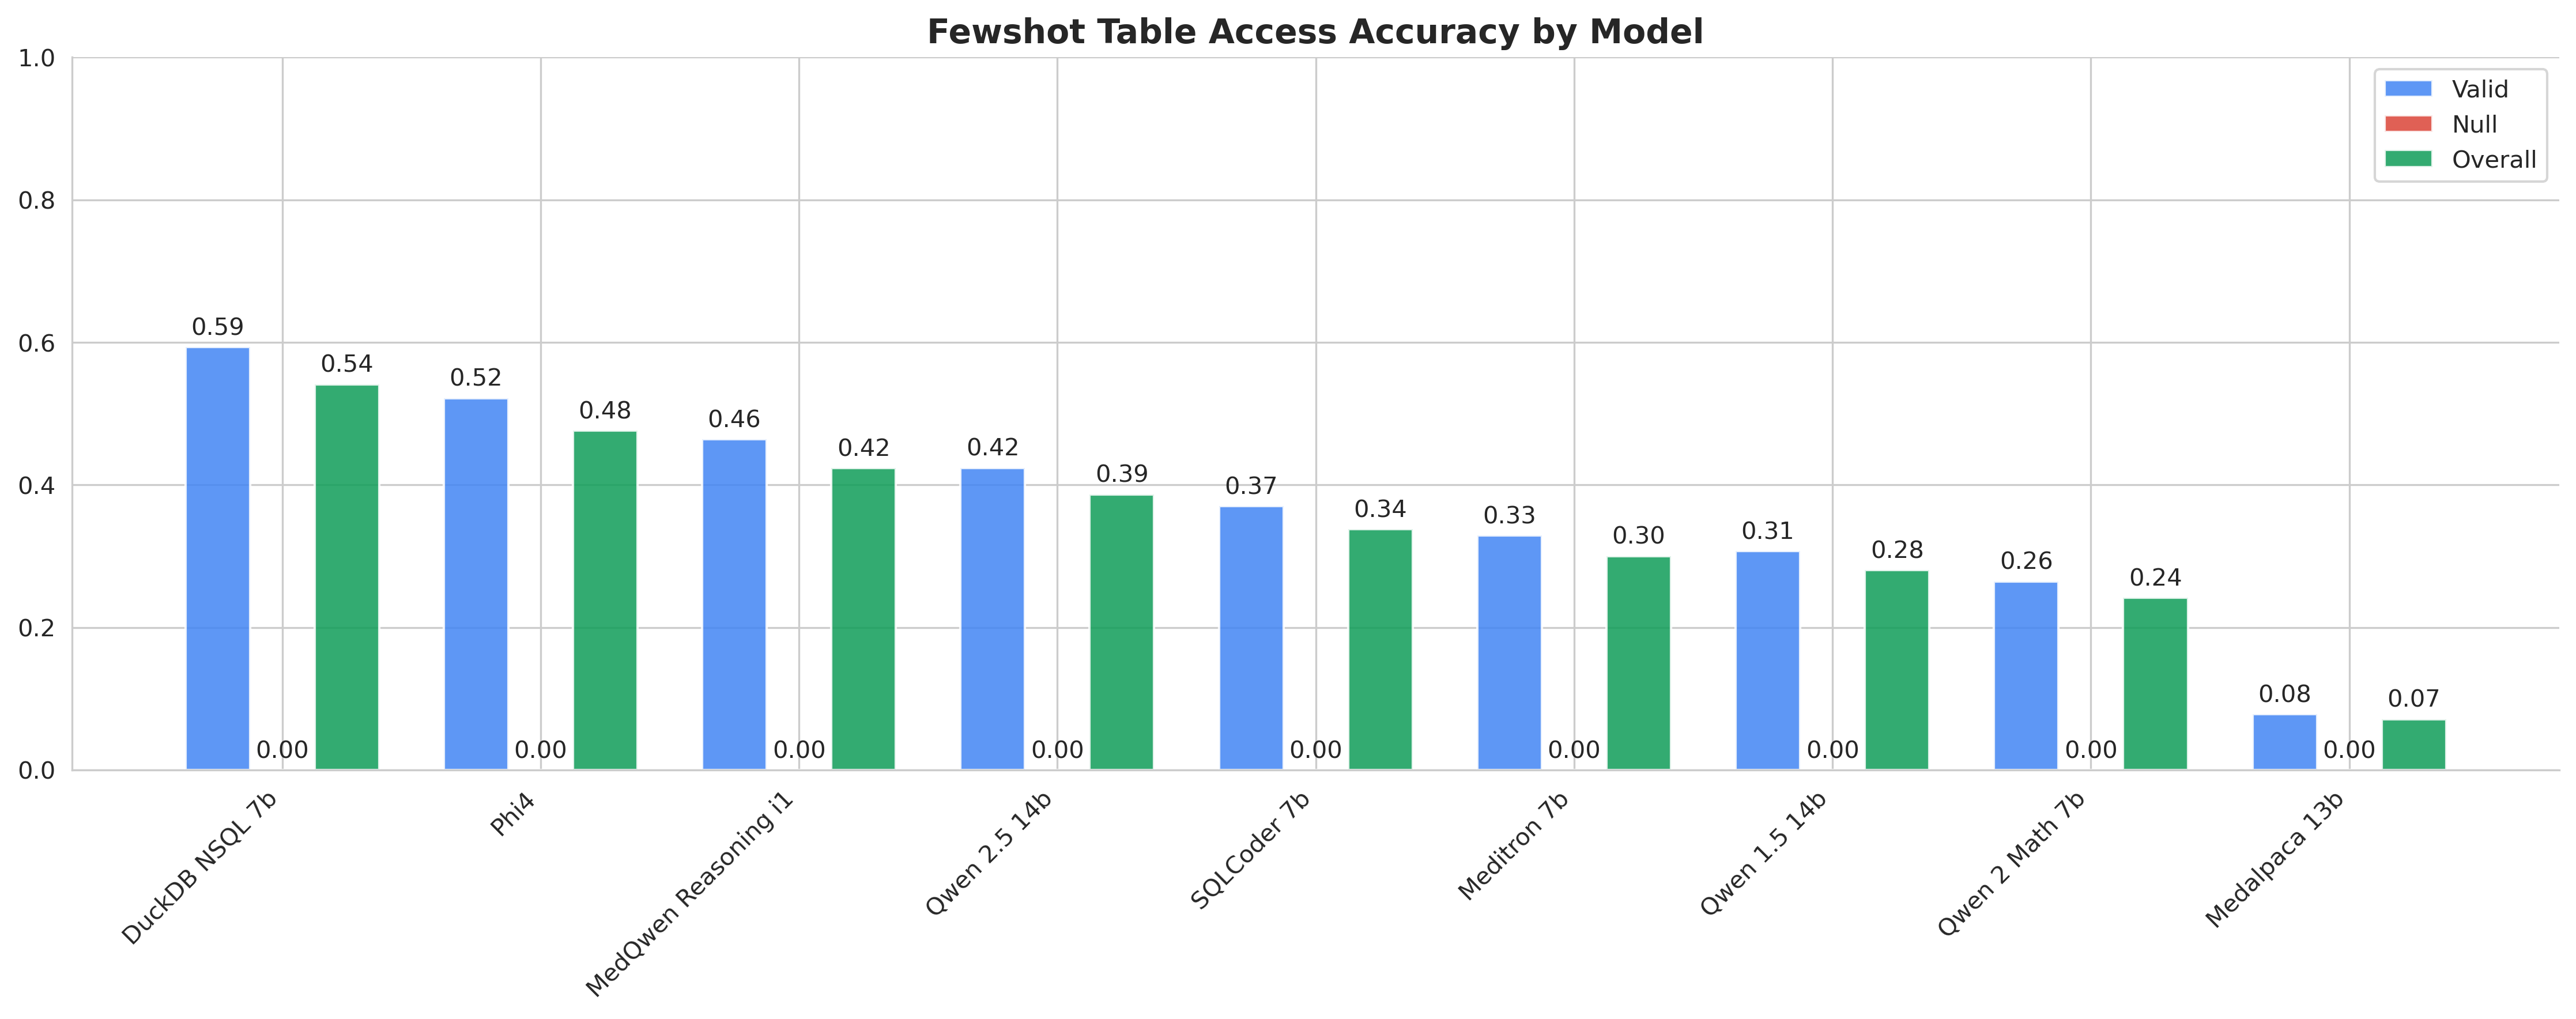 Fewshot Table Access Accuracy by Model
1.0
0.8
0.6
0.4
0.2
0.0
Valid
Null
Overall
0.59
0.00
0.54
0.52
0.00
0.48
0.46
0.00
0.42
0.42
0.00
0.39
0.37
0.00
0.34
0.33
0.00
0.30
0.31
0.00
0.28
0.26
0.00
0.24
0.08
0.00
0.07
DuckDB NSQL 7b
Phi4
MedQwen Reasoning i1
Qwen 2.5 14b
SQLCoder 7b
Meditron 7b
Qwen 1.5 14b
Qwen 2 Math 7b
Medalpaca 13b